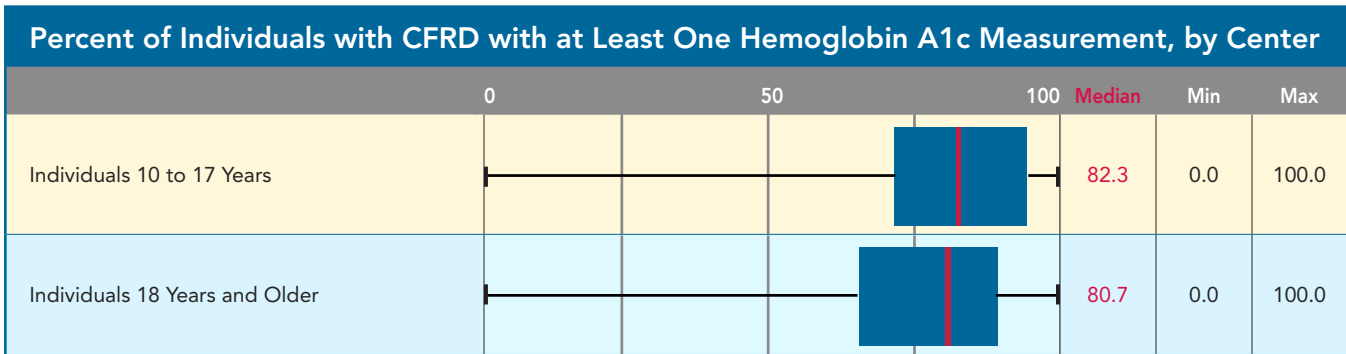 Percent of Individuals with CFRD with at Least One Hemoglobin A1c Measurement, by Center
0 50 100 Median Min Max
Individuals 10 to 17 Years 82.3 0.0 100.0
Individuals 18 Years and Older 80.7 0.0 100.0